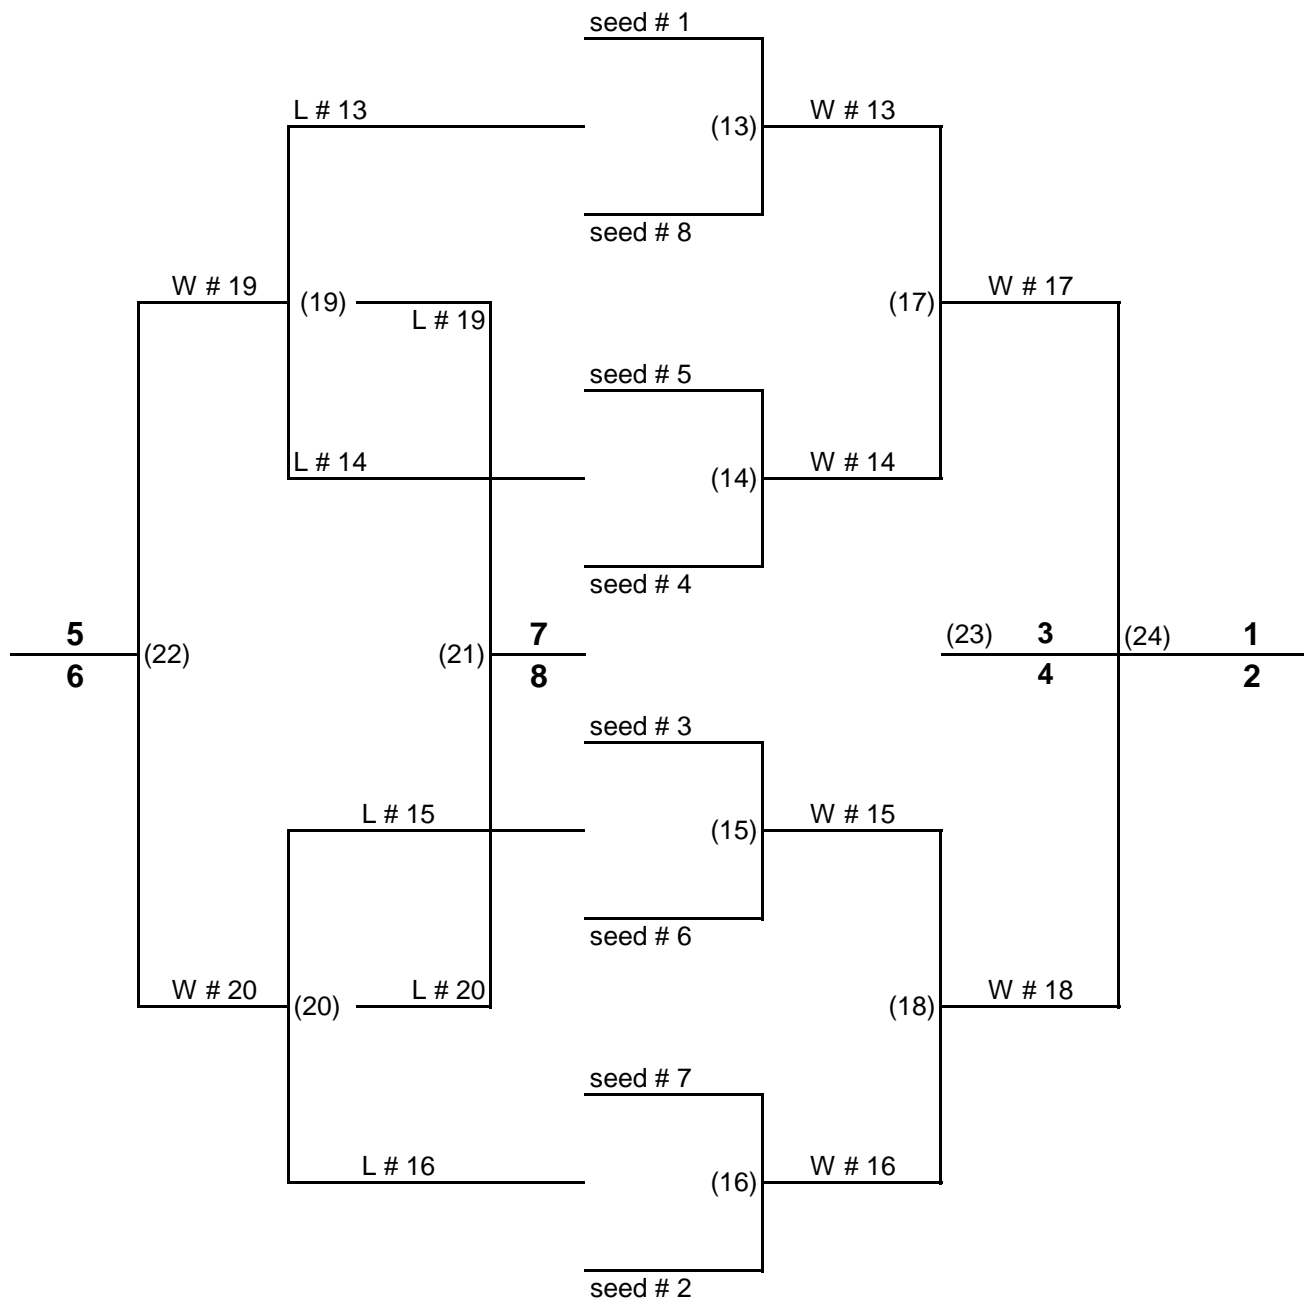 seed # 1
L # 13
(13)
W # 13
seed # 8
W # 19
(19)
L # 19
(17)
W # 17
seed # 5
L # 14
(14)
W # 14
seed # 4
5
(22)
6
(21)
7
8
(23)
3
4
(24)
1
2
seed # 3
L # 15
(15)
W # 15
seed # 6
W # 20
(20)
L # 20
(18)
W # 18
seed # 7
L # 16
(16)
W # 16
seed # 2